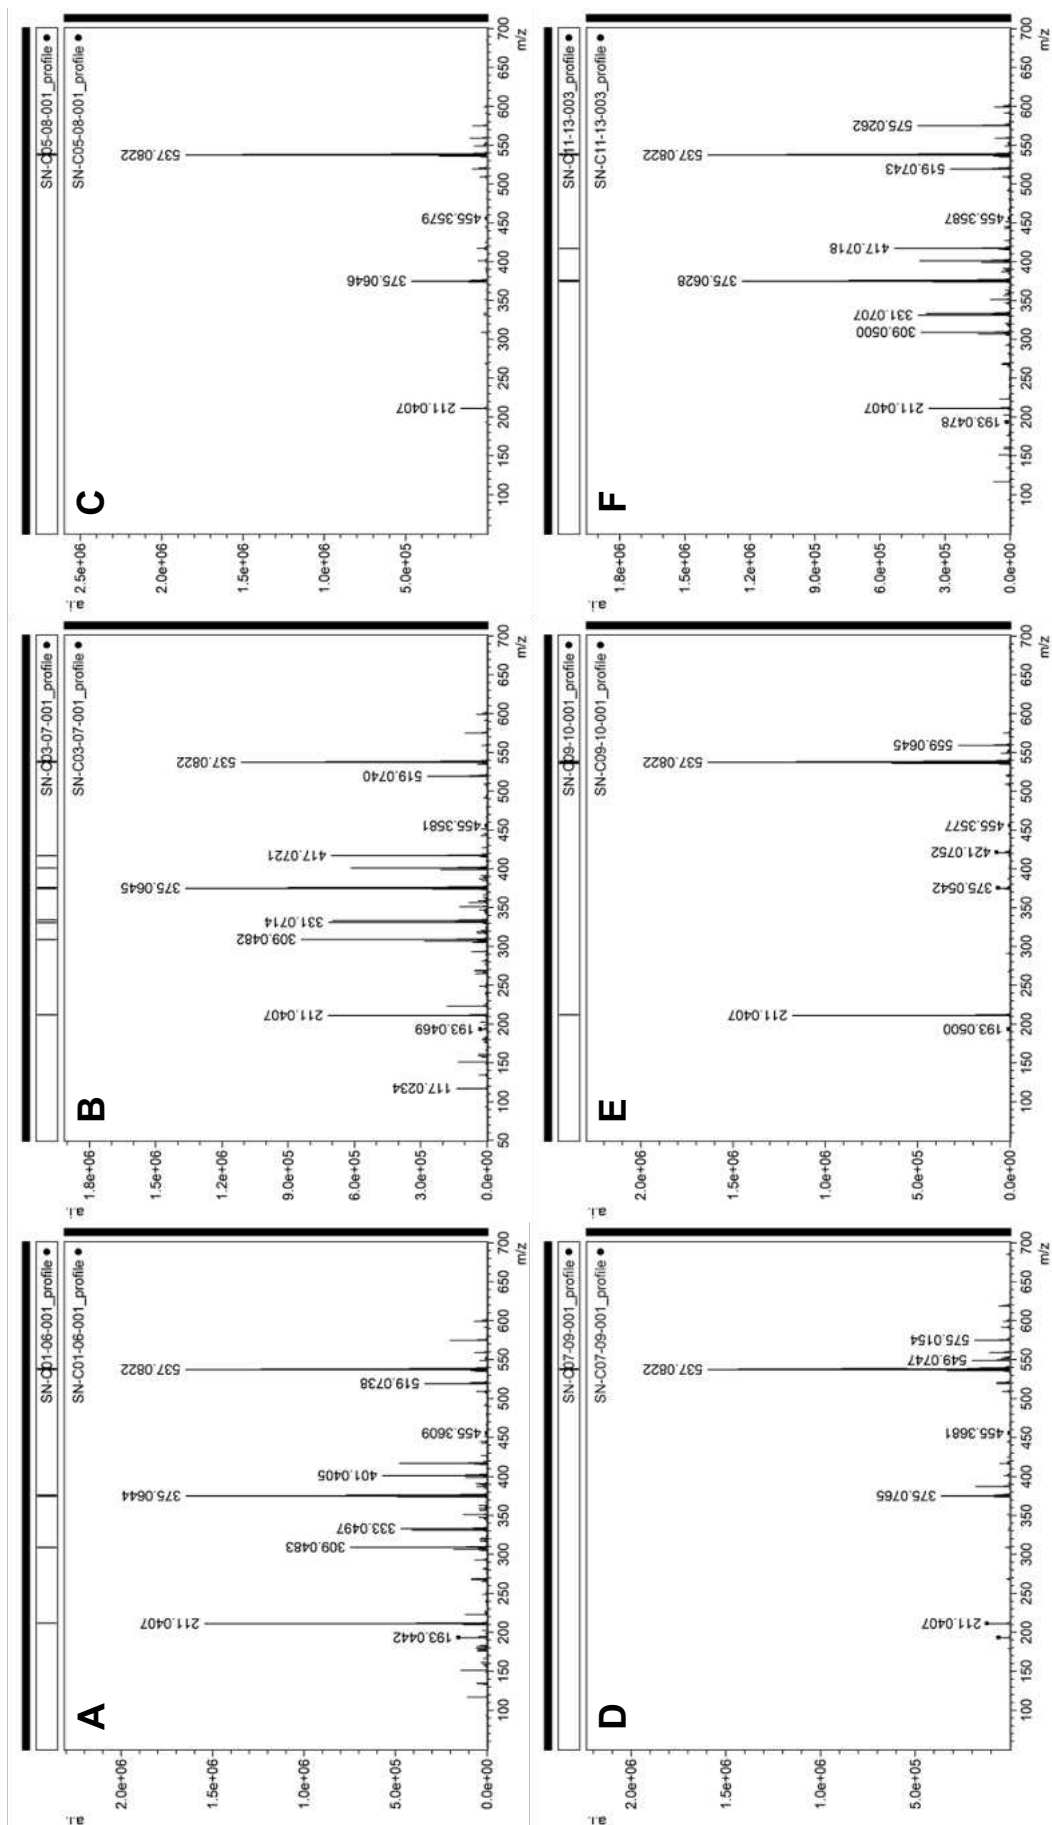 A
SN-C01-06-001_profile
SN-C01-06-001_profile
a.i.
2.0e+06
1.5e+06
1.0e+06
5.0e+05
0.0e+00
193.0442
211.0407
309.0483
333.0497
375.0644
401.0405
455.3609
519.0738
537.0822
100 150 200 250 300 350 400 450 500 550 600 650 700
m/z
B
SN-C03-07-001_profile
SN-C03-07-001_profile
a.i.
1.8e+06
1.5e+06
1.2e+06
9.0e+05
6.0e+05
3.0e+05
0.0e+00
117.0234
193.0469
211.0407
309.0482
331.0714
375.0645
417.0721
455.3581
519.0740
537.0822
50 100 150 200 250 300 350 400 450 500 550 600 650 700
m/z
C
SN-C05-08-001_profile
SN-C05-08-001_profile
a.i.
2.5e+06
2.0e+06
1.5e+06
1.0e+06
5.0e+05
211.0407
375.0646
455.3579
537.0822
100 150 200 250 300 350 400 450 500 550 600 650 700
m/z
D
SN-C07-09-001_profile
SN-C07-09-001_profile
a.i.
2.0e+06
1.5e+06
1.0e+06
5.0e+05
211.0407
375.0765
455.3681
537.0822
549.0747
575.0154
100 150 200 250 300 350 400 450 500 550 600 650 700
m/z
E
SN-C09-10-001_profile
SN-C09-10-001_profile
a.i.
2.0e+06
1.5e+06
1.0e+06
5.0e+05
0.0e+00
193.0500
211.0407
375.0542
421.0752
455.3577
537.0822
559.0645
100 150 200 250 300 350 400 450 500 550 600 650 700
m/z
F
SN-C11-13-003_profile
SN-C11-13-003_profile
a.i.
1.8e+06
1.5e+06
1.2e+06
9.0e+05
6.0e+05
3.0e+05
0.0e+00
193.0478
211.0407
309.0500
331.0707
375.0628
417.0718
455.3587
519.0743
537.0822
575.0262
100 150 200 250 300 350 400 450 500 550 600 650 700
m/z